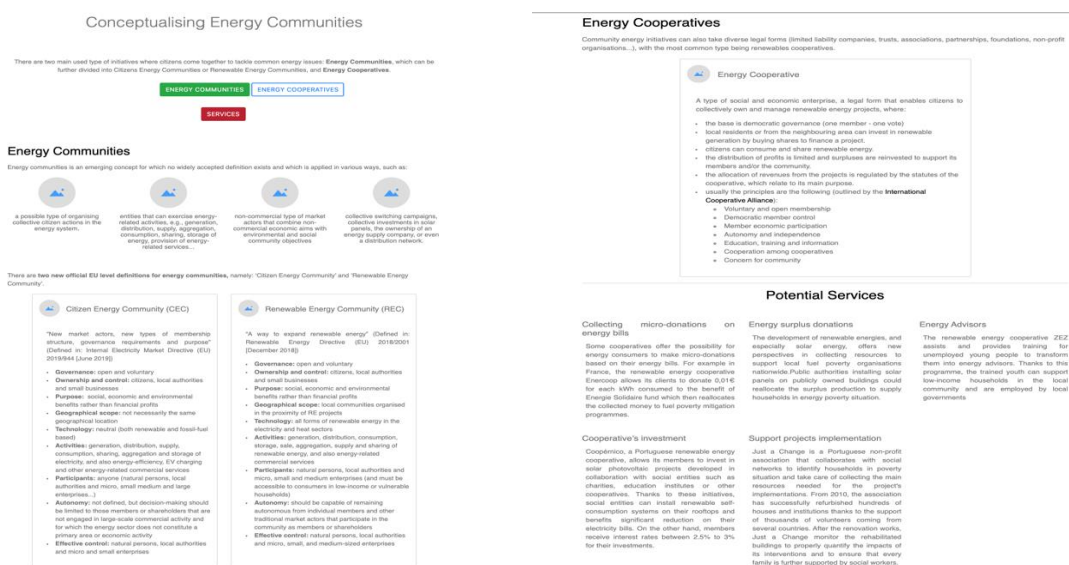 Conceptualising Energy Communities
There are two main used type of initiatives where citizens come together to tackle common energy issues: Energy Communities, which can be
further divided into Citizens Energy Communities or Renewable Energy Communities, and Energy Cooperatives.
ENERGY COMMUNITIES
ENERGY COOPERATIVES
SERVICES
Energy Communities
Energy communities is an emerging concept for which no widely accepted definition exists and which is applied in various ways, such as:
a possible type of organising
collective citizen actions in the
energy system.
entities that can exercise energy-
related activities, e.g., generation,
distribution, supply, aggregation,
consumption, sharing, storage of
energy, provision of energy-
related services...
non-commercial type of market
actors that combine non-
commercial economic aims with
environmental and social
community objectives
collective switching campaigns,
collective investments in solar
panels, the ownership of an
energy supply company, or even
a distribution network.
There are two new official EU level definitions for energy communities, namely: 'Citizen Energy Community' and 'Renewable Energy
Community'.
Citizen Energy Community (CEC)
"New market actors, new types of membership
structure, governance requirements and purpose"
(Defined in: Internal Electricity Market Directive (EU)
2019/944 [June 2019])
• Governance: open and voluntary
• Ownership and control: citizens, local authorities
and small businesses
• Purpose: social, economic and environmental
benefits rather than financial profits
• Geographical scope: not necessarily the same
geographical location
• Technology: neutral (both renewable and fossil-fuel
based)
• Activities: generation, distribution, supply,
consumption, sharing, aggregation and storage of
electricity, and also energy-efficiency, EV charging
and other energy-related commercial services
• Participants: anyone (natural persons, local
authorities and micro, small medium and large
enterprises...)
• Autonomy: not defined, but decision-making should
be limited to those members or shareholders that are
not engaged in large-scale commercial activity and
for which the energy sector does not constitute a
primary area or economic activity
• Effective control: natural persons, local authorities
and micro and small enterprises
Renewable Energy Community (REC)
"A way to expand renewable energy" (Defined in:
Renewable Energy Directive (EU) 2018/2001
[December 2018])
• Governance: open and voluntary
• Ownership and control: citizens, local authorities
and small businesses
• Purpose: social, economic and environmental
benefits rather than financial profits
• Geographical scope: local communities organised
in the proximity of RE projects
• Technology: all forms of renewable energy in the
electricity and heat sectors
• Activities: generation, distribution, consumption,
storage, sale, aggregation, supply and sharing of
renewable energy, and also energy-related
commercial services
• Participants: natural persons, local authorities and
micro, small and medium enterprises (and must be
accessible to consumers in low-income or vulnerable
households)
• Autonomy: should be capable of remaining
autonomous from individual members and other
traditional market actors that participate in the
community as members or shareholders
• Effective control: natural persons, local authorities
and micro, small, and medium-sized enterprises
Energy Cooperatives
Community energy initiatives can also take diverse legal forms (limited liability companies, trusts, associations, partnerships, foundations, non-profit
organisations...), with the most common type being renewables cooperatives.
Energy Cooperative
A type of social and economic enterprise, a legal form that enables citizens to
collectively own and manage renewable energy projects, where:
• the base is democratic governance (one member - one vote)
• local residents or from the neighbouring area can invest in renewable
generation by buying shares to finance a project;
• citizens can consume and share renewable energy.
• the distribution of profits is limited and surpluses are reinvested to support its
members and/or the community.
• the allocation of revenues from the projects is regulated by the statutes of the
cooperative, which relate to its main purpose.
• usually the principles are the following (outlined by the International
Cooperative Alliance):
Voluntary and open membership
Democratic member control
Member economic participation
Autonomy and independence
Education, training and information
Cooperation among cooperatives
Concern for community
Potential Services
Collecting micro-donations on
energy bills
Some cooperatives offer the possibility for
energy consumers to make micro-donations
based on their energy bills. For example in
France, the renewable energy cooperative
Enercoop allows its clients to donate 0,01€
for each kWh consumed to the benefit of
Energie Solidaire fund which then reallocates
the collected money to fuel poverty mitigation
programmes.
Energy surplus donations
The development of renewable energies, and
especially solar energy, offers new
perspectives in collecting resources to
support local fuel poverty organisations
nationwide.Public authorities installing solar
panels on publicly owned buildings could
reallocate the surplus production to supply
households in energy poverty situation.
Energy Advisors
The renewable energy cooperative ZEZ
assists and provides training for
unemployed young people to transform
them into energy advisors. Thanks to this
programme, the trained youth can support
low-income households in the local
community and are employed by local
governments
Cooperative's investment
Coopérnico, a Portuguese renewable energy
cooperative, allows its members to invest in
solar photovoltaic projects developed in
collaboration with social entities such as
charities, education institutes or other
cooperatives. Thanks to these initiatives,
social entities can install renewable self-
consumption systems on their rooftops and
benefits significant reduction on their
electricity bills. On the other hand, members
receive interest rates between 2.5% to 3%
for their investments.
Support projects implementation
Just a Change is a Portuguese non-profit
association that collaborates with social
networks to identify households in poverty
situation and take care of collecting the main
resources needed for the project's
implementations. From 2010, the association
has successfully refurbished hundreds of
houses and institutions thanks to the support
of thousands of volunteers coming from
several countries. After the renovation works,
Just a Change monitor the rehabilitated
buildings to properly quantify the impacts of
its interventions and to ensure that every
family is further supported by social workers.